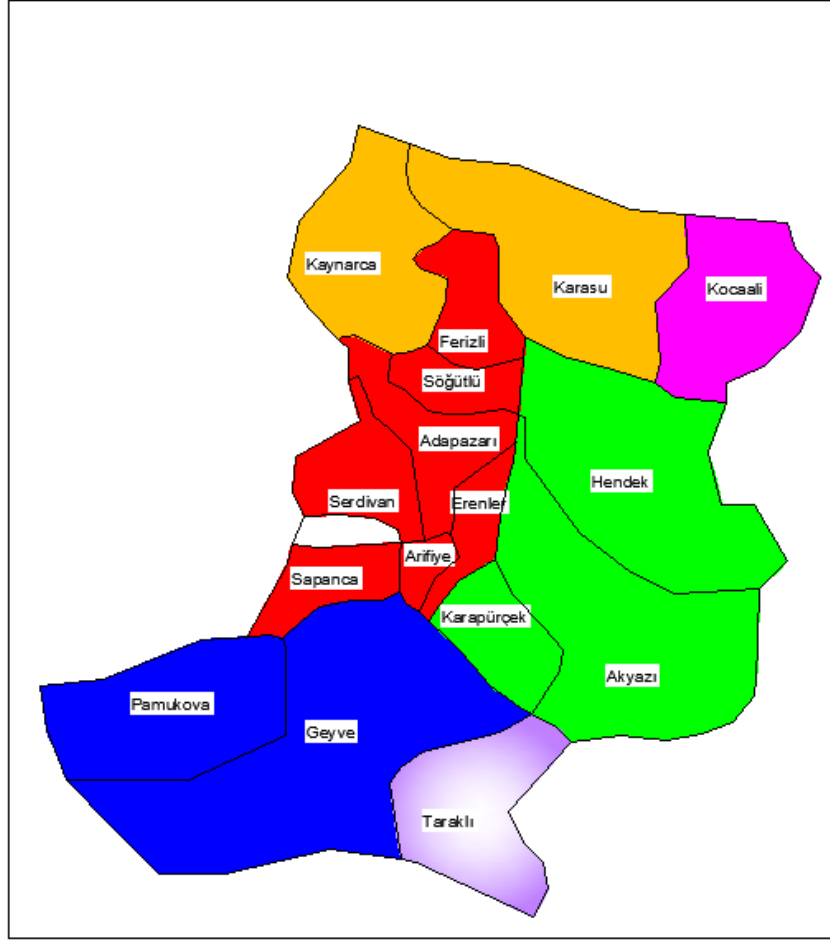 Kaynarca
Karasu
Kocaali
Ferizli
Söğütlü
Adapazarı
Hendek
Serdivan
Erenler
Arifiye
Sapanca
Karapürçek
Akyazı
Pamukova
Geyve
Taraklı